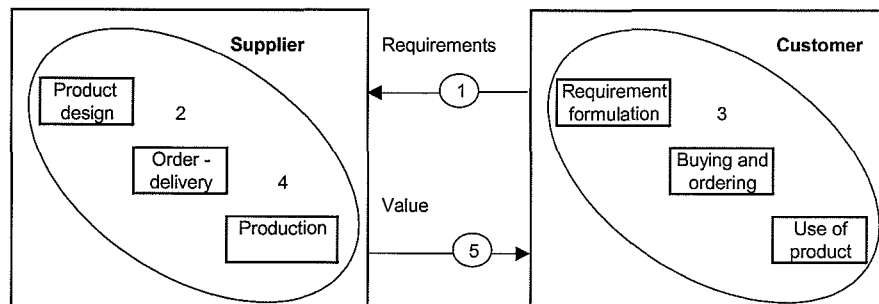 Supplier
Requirements
Customer
Product
design
2
1
Requirement
formulation
3
Order -
delivery
4
Buying and
ordering
Value
Production
5
Use of
product